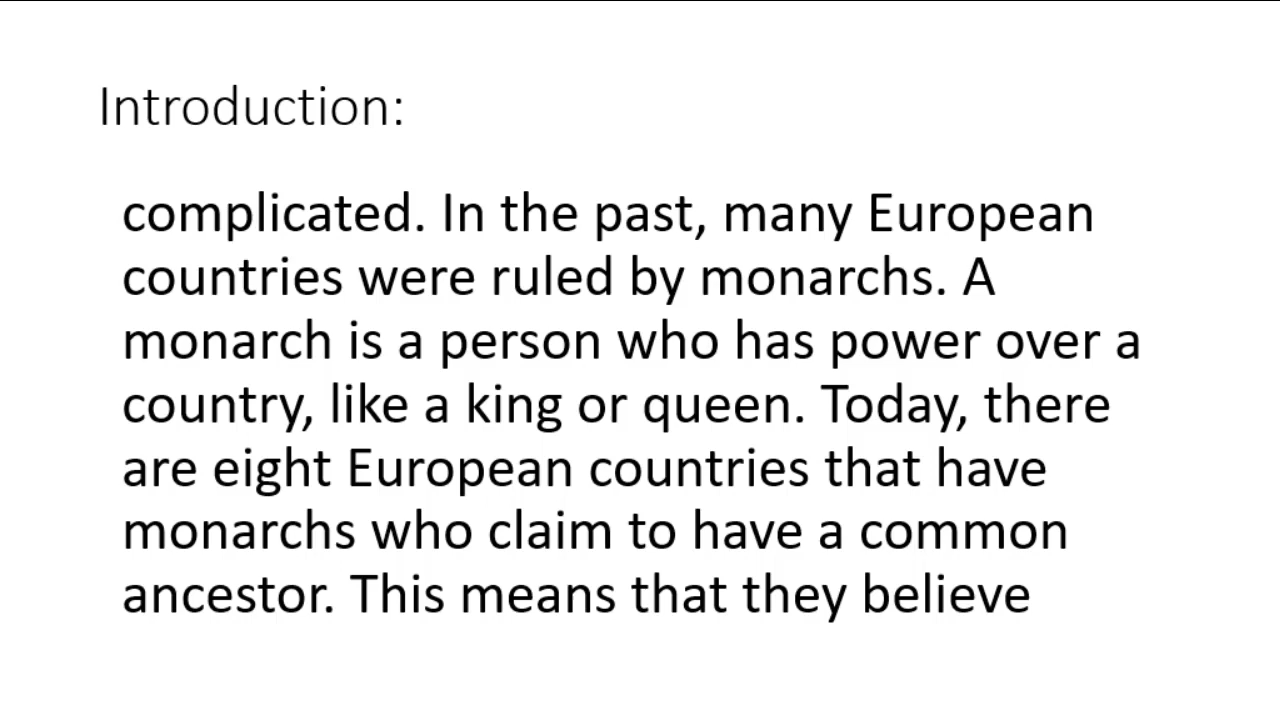 Introduction:
complicated. In the past, many European
countries were ruled by monarchs. A
monarch is a person who has power over a
country, like a king or queen. Today, there
are eight European countries that have
monarchs who claim to have a common
ancestor. This means that they believe